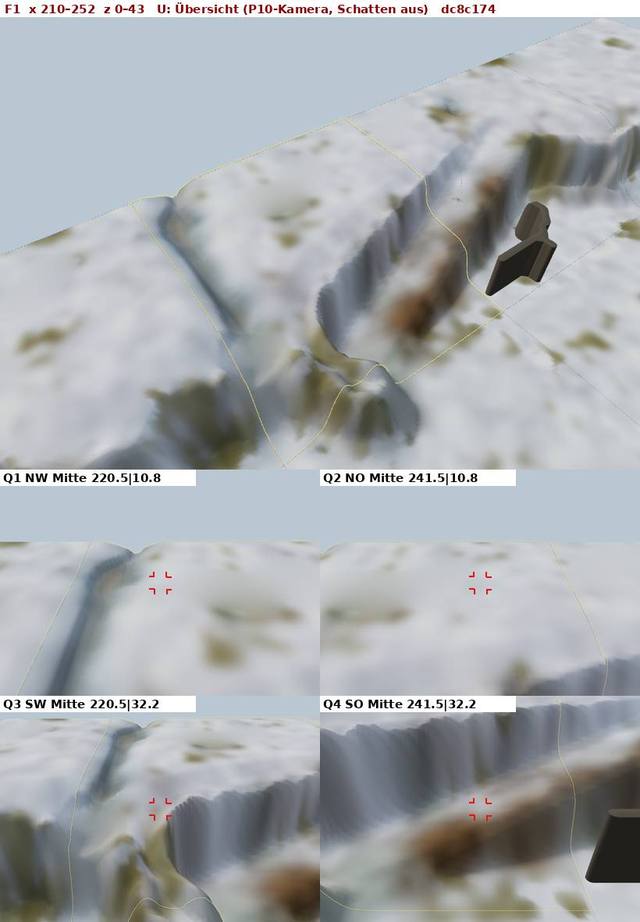 F1 x 210–252 z 0–43 U: Übersicht (P10-Kamera, Schatten aus) dc8c174
Q1 NW Mitte 220.5|10.8
Q2 NO Mitte 241.5|10.8
Q3 SW Mitte 220.5|32.2
Q4 SO Mitte 241.5|32.2